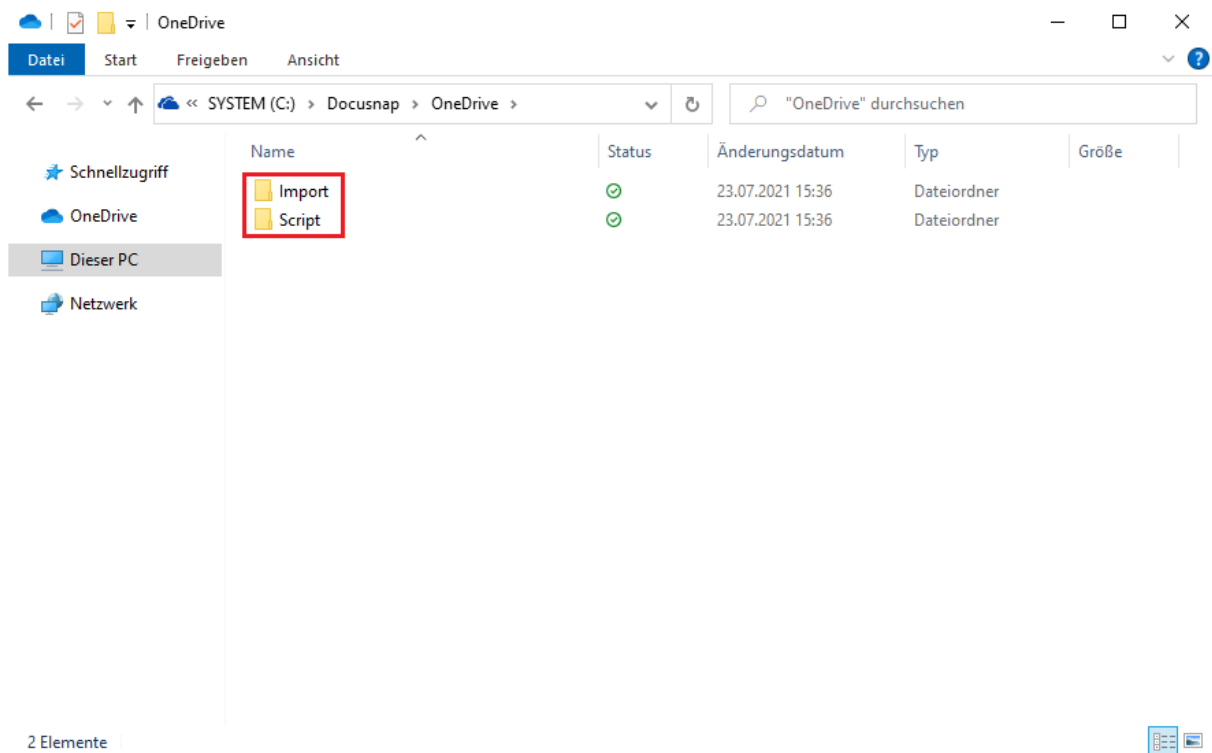 OneDrive
Datei Start Freigeben Ansicht
« SYSTEM (C:) > Docusnap > OneDrive > "OneDrive" durchsuchen
Name Status Änderungsdatum Typ Größe
Schnellzugriff
OneDrive
Dieser PC
Netzwerk
Import 23.07.2021 15:36 Dateiordner
Script 23.07.2021 15:36 Dateiordner
2 Elemente